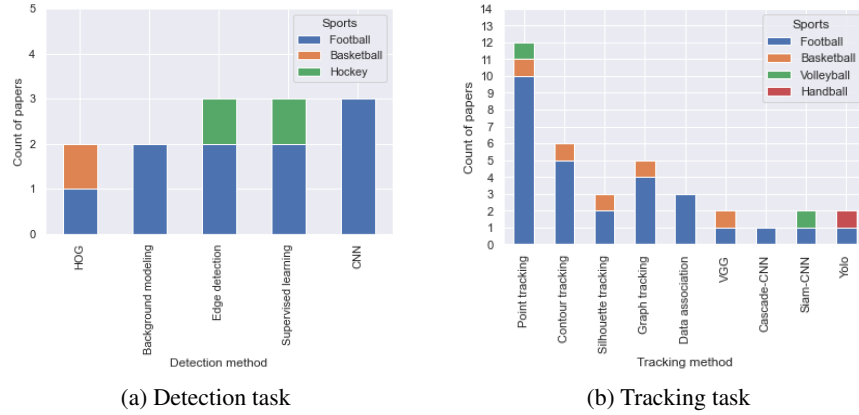 Sports
Football
Basketball
Hockey
5
4
3
2
1
0
Count of papers
HOG
Background modeling
Edge detection
Supervised learning
CNN
Detection method
(a) Detection task
Sports
Football
Basketball
Volleyball
Handball
14
13
12
11
10
9
8
7
6
5
4
3
2
1
0
Count of papers
Point tracking
Contour tracking
Silhouette tracking
Graph tracking
Data association
VGG
Cascade-CNN
Siam-CNN
Yolo
Tracking method
(b) Tracking task